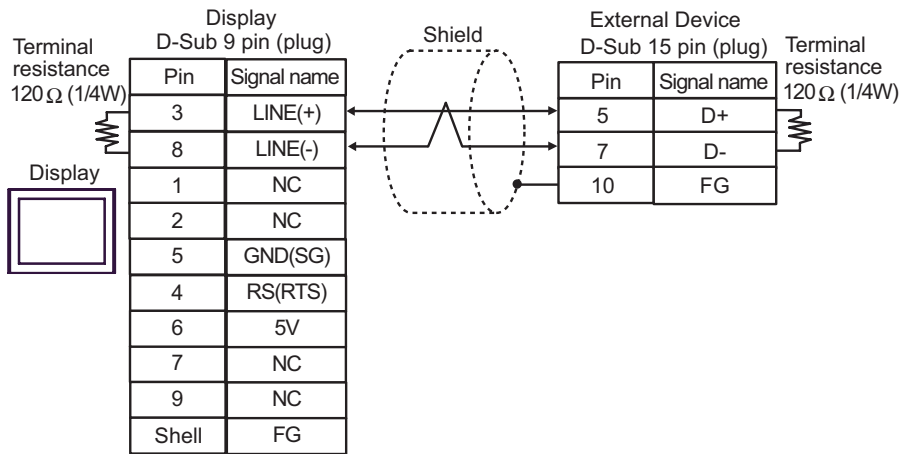 Display
D-Sub 9 pin (plug)
Terminal
resistance
120 Ω (1/4W)
Pin Signal name
3 LINE(+)
8 LINE(-)
1 NC
2 NC
5 GND(SG)
4 RS(RTS)
6 5V
7 NC
9 NC
Shell FG
Display
Shield
External Device
D-Sub 15 pin (plug)
Pin Signal name
5 D+
7 D-
10 FG
Terminal
resistance
120 Ω (1/4W)